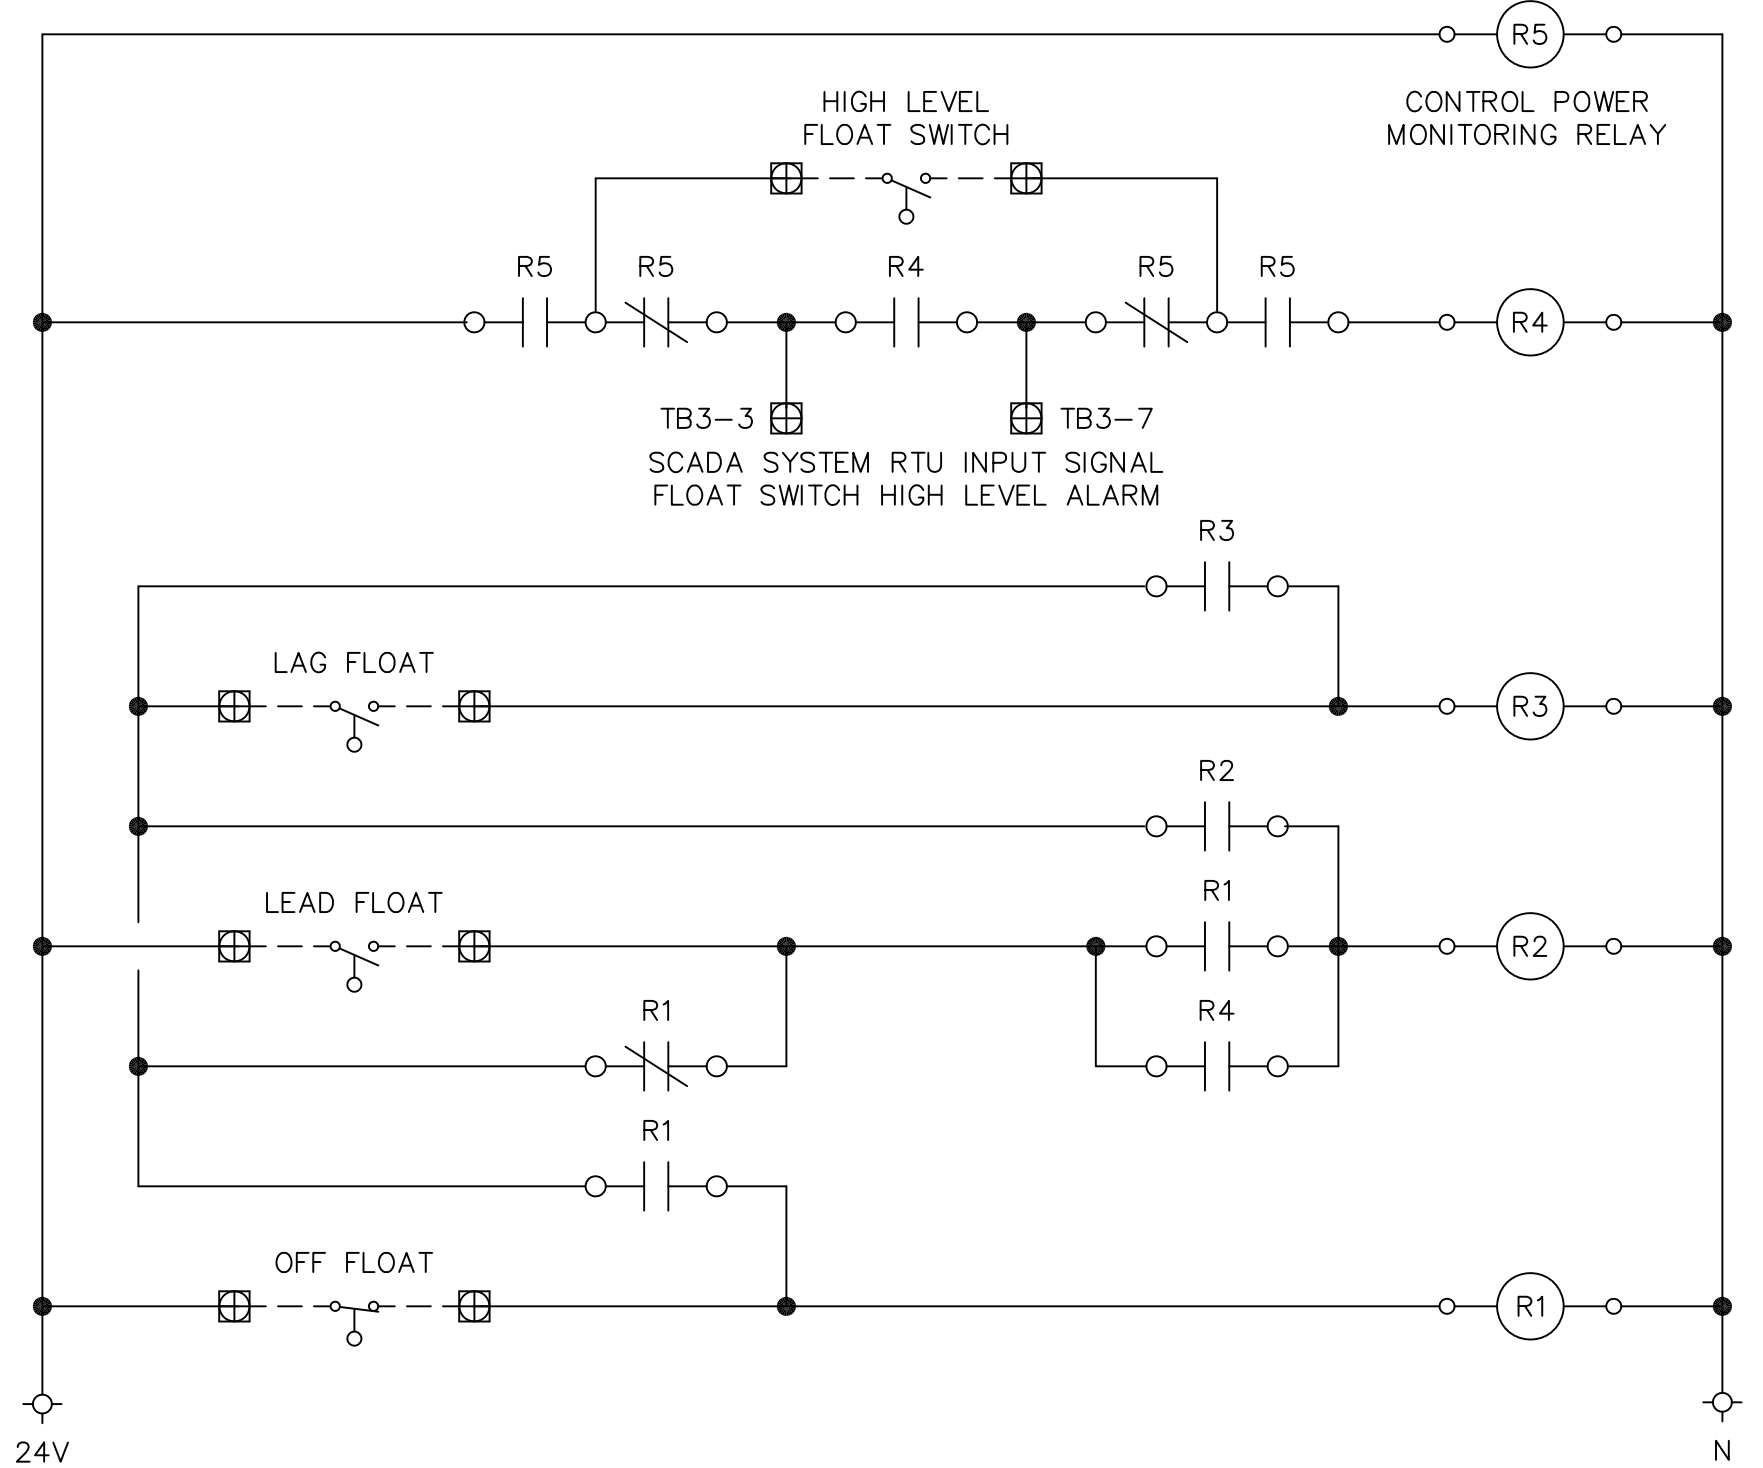 R5
HIGH LEVEL
FLOAT SWITCH
CONTROL POWER
MONITORING RELAY
R5
R5
R4
R5
R5
R4
TB3-3
TB3-7
SCADA SYSTEM RTU INPUT SIGNAL
FLOAT SWITCH HIGH LEVEL ALARM
R3
LAG FLOAT
R3
R2
R1
LEAD FLOAT
R2
R1
R4
R1
OFF FLOAT
R1
24V
N